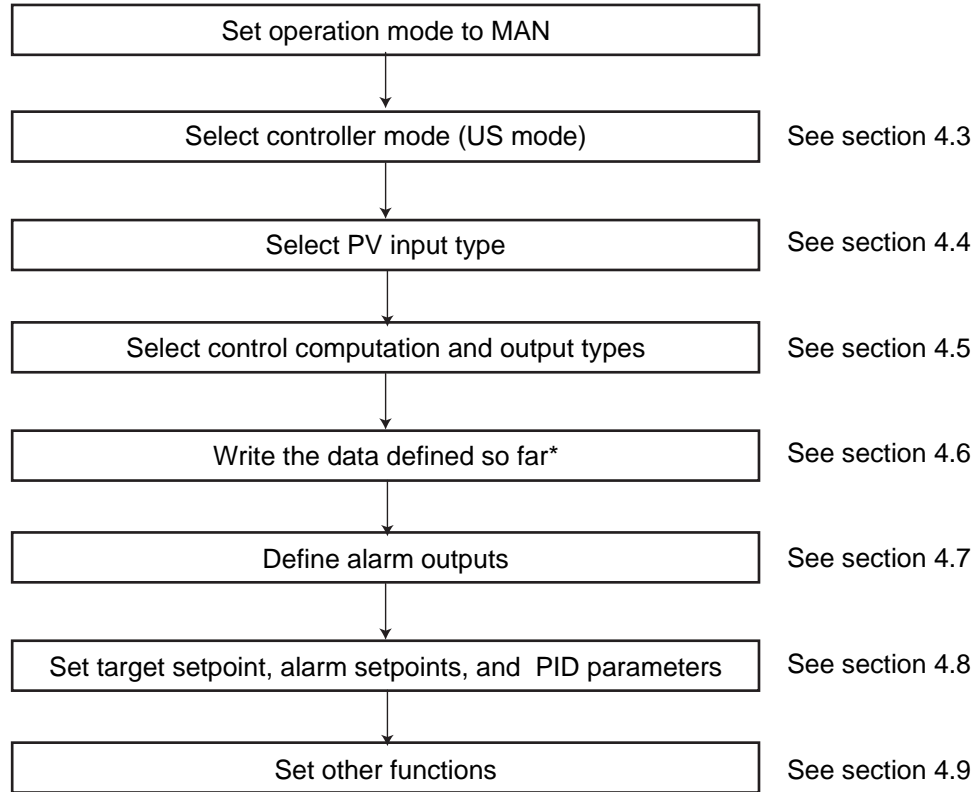 Set operation mode to MAN
Select controller mode (US mode) See section 4.3
Select PV input type See section 4.4
Select control computation and output types See section 4.5
Write the data defined so far* See section 4.6
Define alarm outputs See section 4.7
Set target setpoint, alarm setpoints, and PID parameters See section 4.8
Set other functions See section 4.9